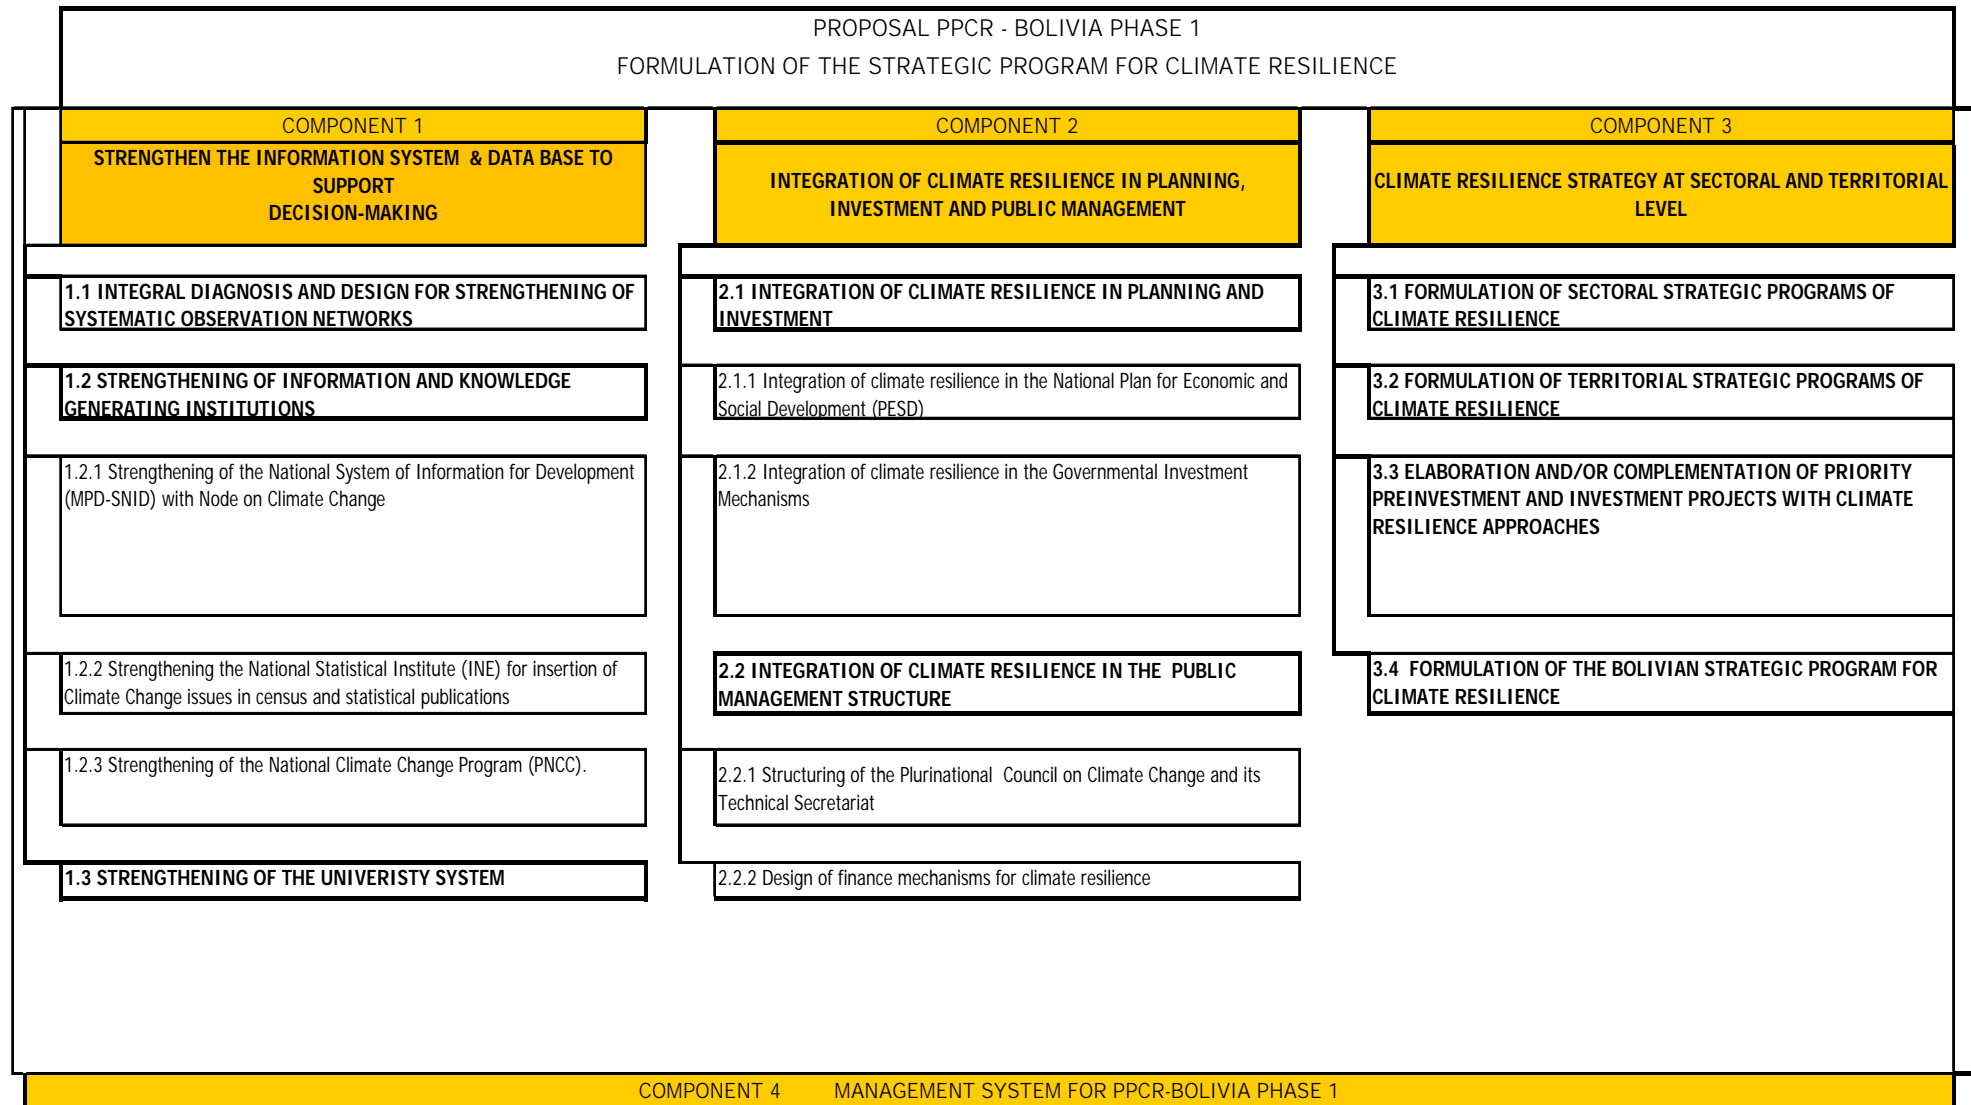 PROPOSAL PPCR - BOLIVIA PHASE 1
FORMULATION OF THE STRATEGIC PROGRAM FOR CLIMATE RESILIENCE
COMPONENT 1
STRENGTHEN THE INFORMATION SYSTEM & DATA BASE TO
SUPPORT
DECISION-MAKING
1.1 INTEGRAL DIAGNOSIS AND DESIGN FOR STRENGTHENING OF
SYSTEMATIC OBSERVATION NETWORKS
1.2 STRENGTHENING OF INFORMATION AND KNOWLEDGE
GENERATING INSTITUTIONS
1.2.1 Strengthening of the National System of Information for Development
(MPD-SNID) with Node on Climate Change
1.2.2 Strengthening the National Statistical Institute (INE) for insertion of
Climate Change issues in census and statistical publications
1.2.3 Strengthening of the National Climate Change Program (PNCC).
1.3 STRENGTHENING OF THE UNIVERISTY SYSTEM
COMPONENT 2
INTEGRATION OF CLIMATE RESILIENCE IN PLANNING,
INVESTMENT AND PUBLIC MANAGEMENT
2.1 INTEGRATION OF CLIMATE RESILIENCE IN PLANNING AND
INVESTMENT
2.1.1 Integration of climate resilience in the National Plan for Economic and
Social Development (PESD)
2.1.2 Integration of climate resilience in the Governmental Investment
Mechanisms
2.2 INTEGRATION OF CLIMATE RESILIENCE IN THE PUBLIC
MANAGEMENT STRUCTURE
2.2.1 Structuring of the Plurinational Council on Climate Change and its
Technical Secretariat
2.2.2 Design of finance mechanisms for climate resilience
COMPONENT 3
CLIMATE RESILIENCE STRATEGY AT SECTORAL AND TERRITORIAL
LEVEL
3.1 FORMULATION OF SECTORAL STRATEGIC PROGRAMS OF
CLIMATE RESILIENCE
3.2 FORMULATION OF TERRITORIAL STRATEGIC PROGRAMS OF
CLIMATE RESILIENCE
3.3 ELABORATION AND/OR COMPLEMENTATION OF PRIORITY
PREINVESTMENT AND INVESTMENT PROJECTS WITH CLIMATE
RESILIENCE APPROACHES
3.4 FORMULATION OF THE BOLIVIAN STRATEGIC PROGRAM FOR
CLIMATE RESILIENCE
COMPONENT 4 MANAGEMENT SYSTEM FOR PPCR-BOLIVIA PHASE 1